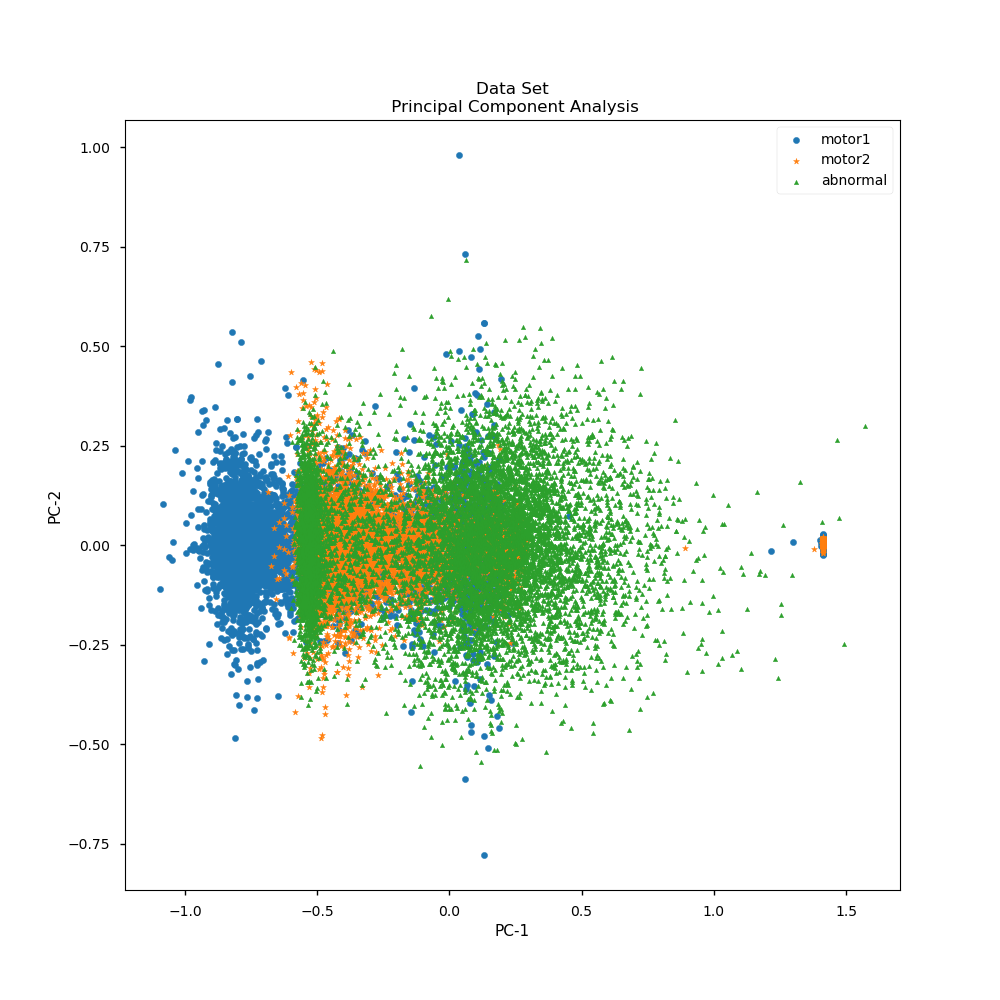 Data Set
Principal Component Analysis
motor1
motor2
abnormal
1.00
0.75
0.50
0.25
0.00
−0.25
−0.50
−0.75
PC-2
−1.0
−0.5
0.0
0.5
1.0
1.5
PC-1